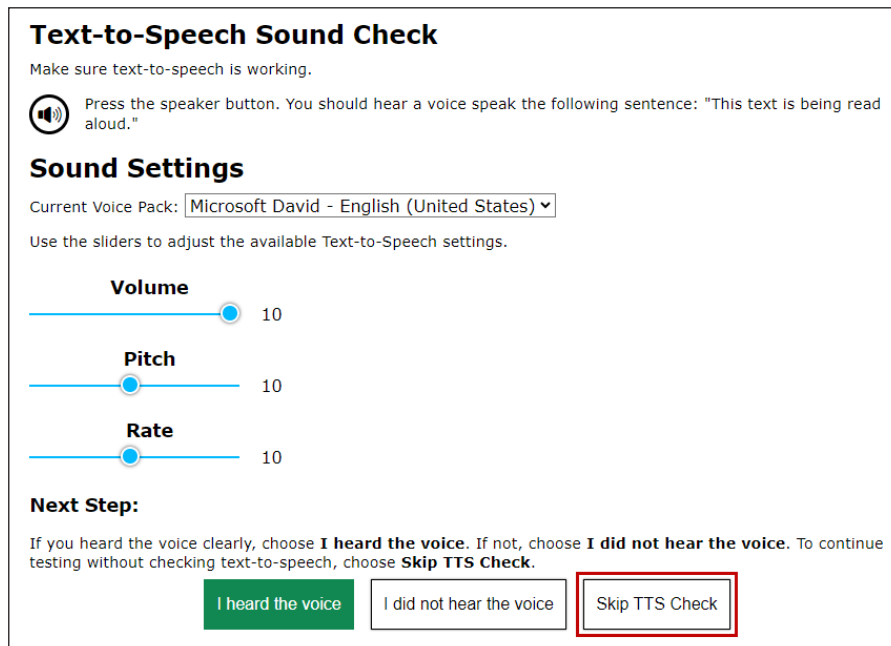 Text-to-Speech Sound Check
Make sure text-to-speech is working.
Press the speaker button. You should hear a voice speak the following sentence: "This text is being read
aloud."
Sound Settings
Current Voice Pack: Microsoft David - English (United States)
Use the sliders to adjust the available Text-to-Speech settings.
Volume
10
Pitch
10
Rate
10
Next Step:
If you heard the voice clearly, choose I heard the voice. If not, choose I did not hear the voice. To continue
testing without checking text-to-speech, choose Skip TTS Check.
I heard the voice I did not hear the voice Skip TTS Check